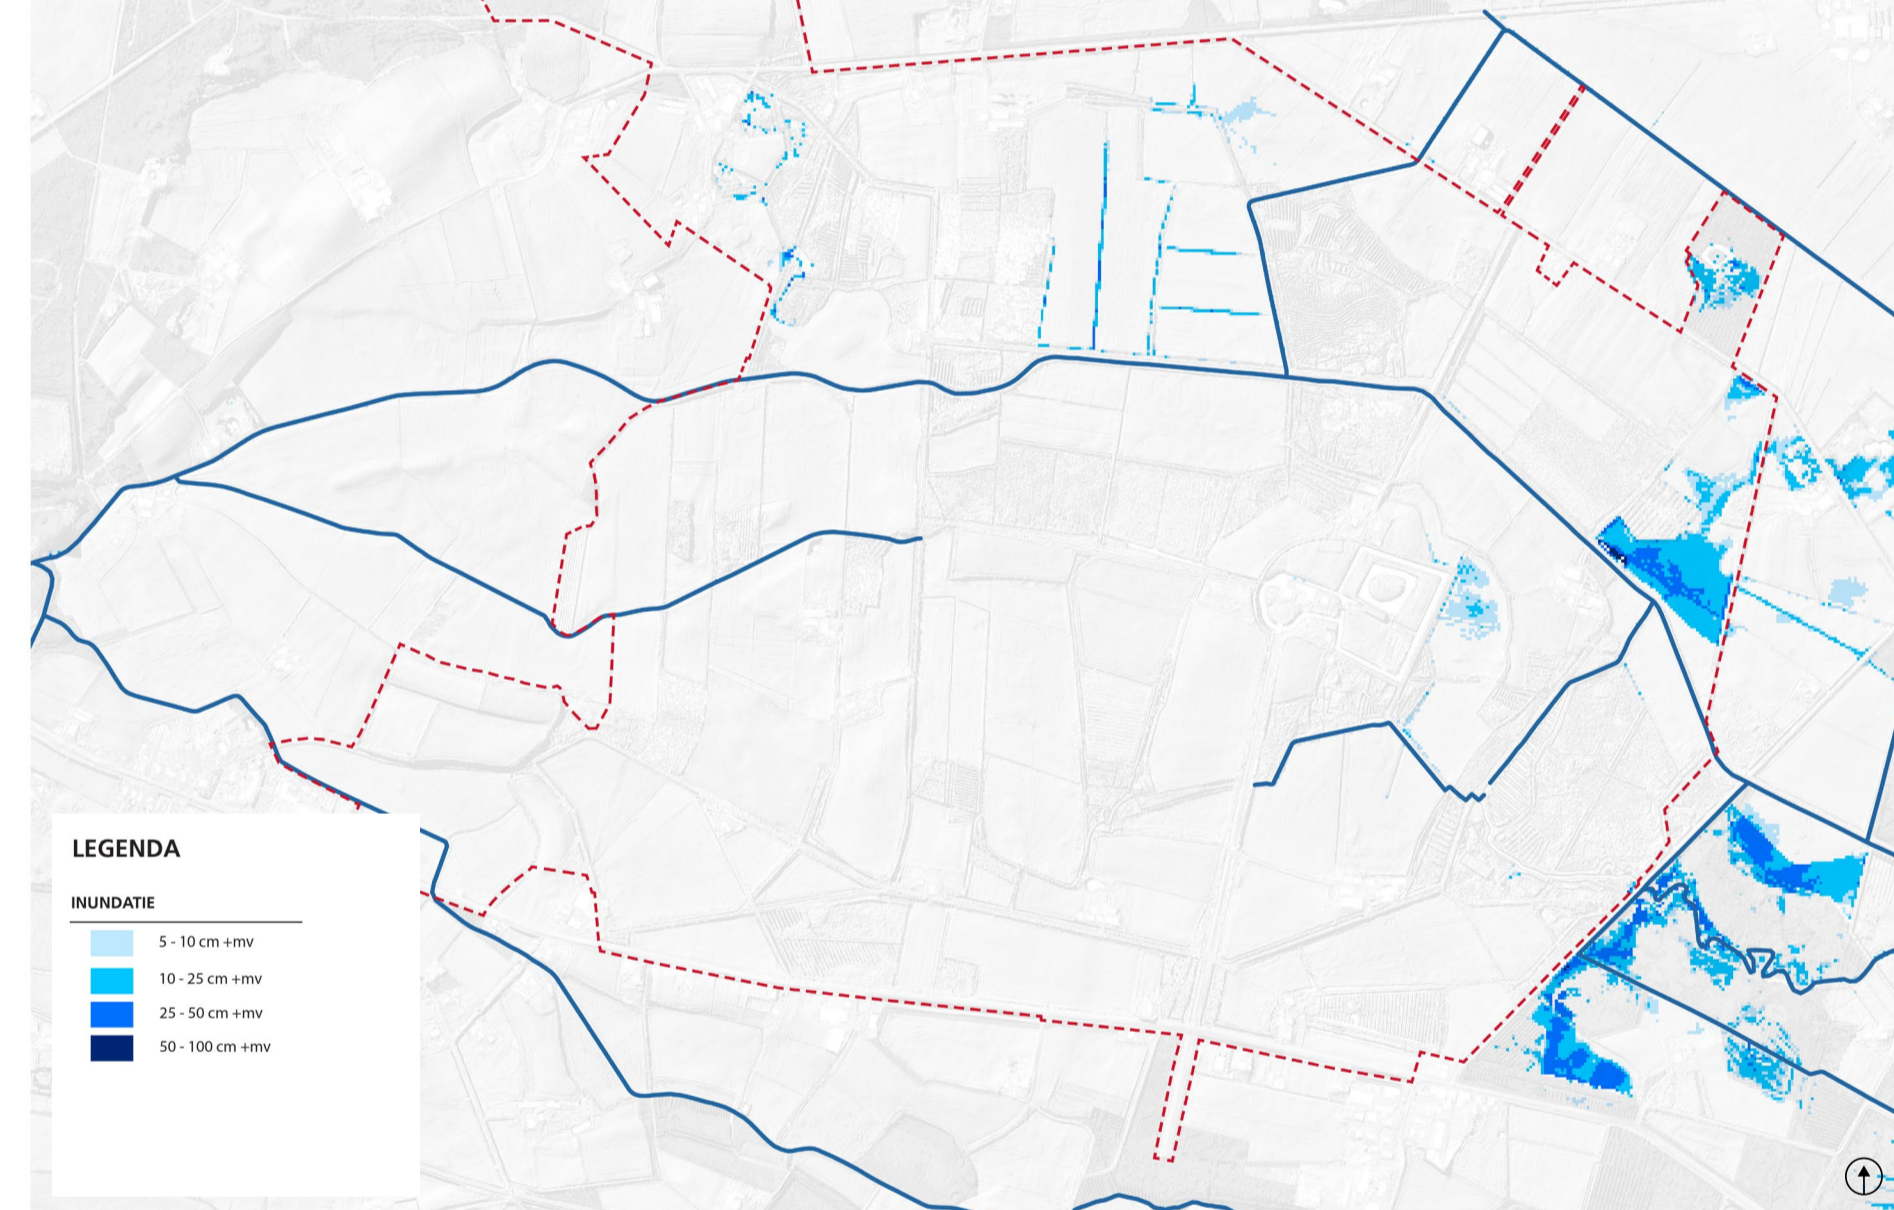 LEGENDA
INUNDATIE
5 - 10 cm +mv
10 - 25 cm +mv
25 - 50 cm +mv
50 - 100 cm +mv